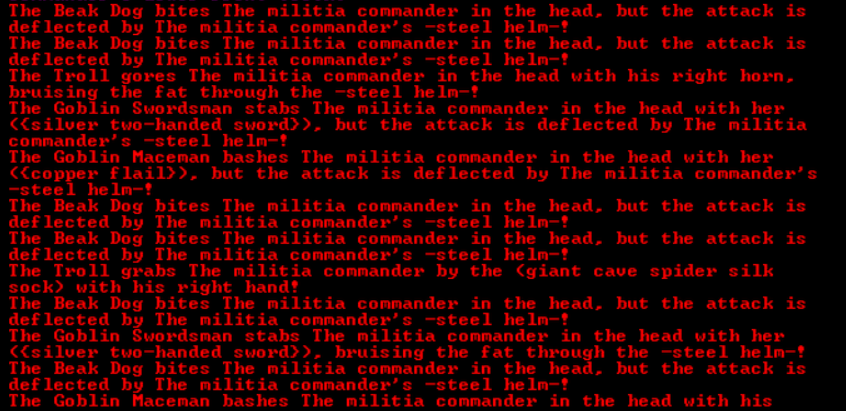 The Beak Dog bites The militia commander in the head, but the attack is
deflected by The militia commander's -steel helm-!
The Beak Dog bites The militia commander in the head, but the attack is
deflected by The militia commander's -steel helm-!
The Troll gores The militia commander in the head with his right horn,
bruising the fat through the -steel helm-!
The Goblin Swordsman stabs The militia commander in the head with her
((silver two-handed sword)), but the attack is deflected by The militia
commander's -steel helm-!
The Goblin Maceman bashes The militia commander in the head with her
((copper flail)), but the attack is deflected by The militia commander's
-steel helm-!
The Beak Dog bites The militia commander in the head, but the attack is
deflected by The militia commander's -steel helm-!
The Beak Dog bites The militia commander in the head, but the attack is
deflected by The militia commander's -steel helm-!
The Troll grabs The militia commander by the (giant cave spider silk
sock) with his right hand!
The Beak Dog bites The militia commander in the head, but the attack is
deflected by The militia commander's -steel helm-!
The Goblin Swordsman stabs The militia commander in the head with her
((silver two-handed sword)), bruising the fat through the -steel helm-!
The Beak Dog bites The militia commander in the head, but the attack is
deflected by The militia commander's -steel helm-!
The Goblin Maceman bashes The militia commander in the head with his